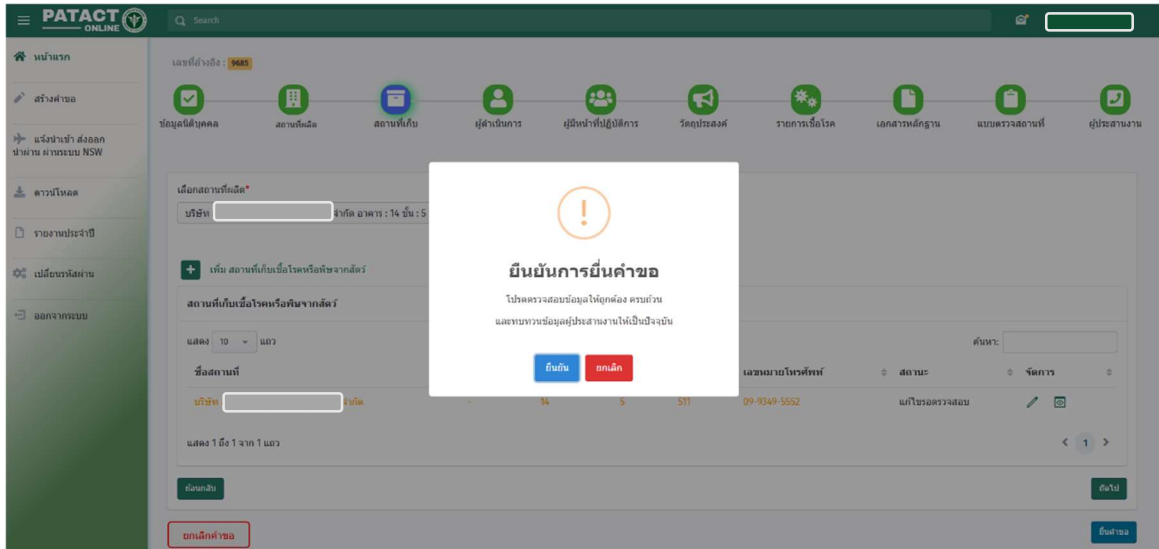 PATACT
ONLINE
Search
หน้าแรก
สร้างคำขอ
แจ้งนำเข้า ส่งออก
นำผ่าน ผ่านระบบ NSW
ดาวน์โหลด
รายงานประจำปี
เปลี่ยนรหัสผ่าน
ออกจากระบบ
เลขที่อ้างอิง : 9685
ข้อมูลนิติบุคคล สถานที่ผลิต สถานที่เก็บ ผู้ดำเนินการ ผู้มีหน้าที่ปฏิบัติการ วัตถุประสงค์ รายการเชื้อโรค เอกสารหลักฐาน แบบตรวจสถานที่ ผู้ประสานงาน
เลือกสถานที่ผลิต*
บริษัท จำกัด อาคาร : 14 ชั้น : 5
เพิ่ม สถานที่เก็บเชื้อโรคหรือพิษจากสัตว์
สถานที่เก็บเชื้อโรคหรือพิษจากสัตว์
แสดง 10 แถว
ค้นหา:
ชื่อสถานที่ เลขหมายโทรศัพท์ สถานะ จัดการ
บริษัท จำกัด - 14 5 511 09-9349-5552 แก้ไขรอตรวจสอบ
แสดง 1 ถึง 1 จาก 1 แถว
1
ย้อนกลับ
ถัดไป
ยกเลิกคำขอ
ยื่นคำขอ
!
ยืนยันการยื่นคำขอ
โปรดตรวจสอบข้อมูลให้ถูกต้อง ครบถ้วน
และทบทวนข้อมูลผู้ประสานงานให้เป็นปัจจุบัน
ยืนยัน ยกเลิก